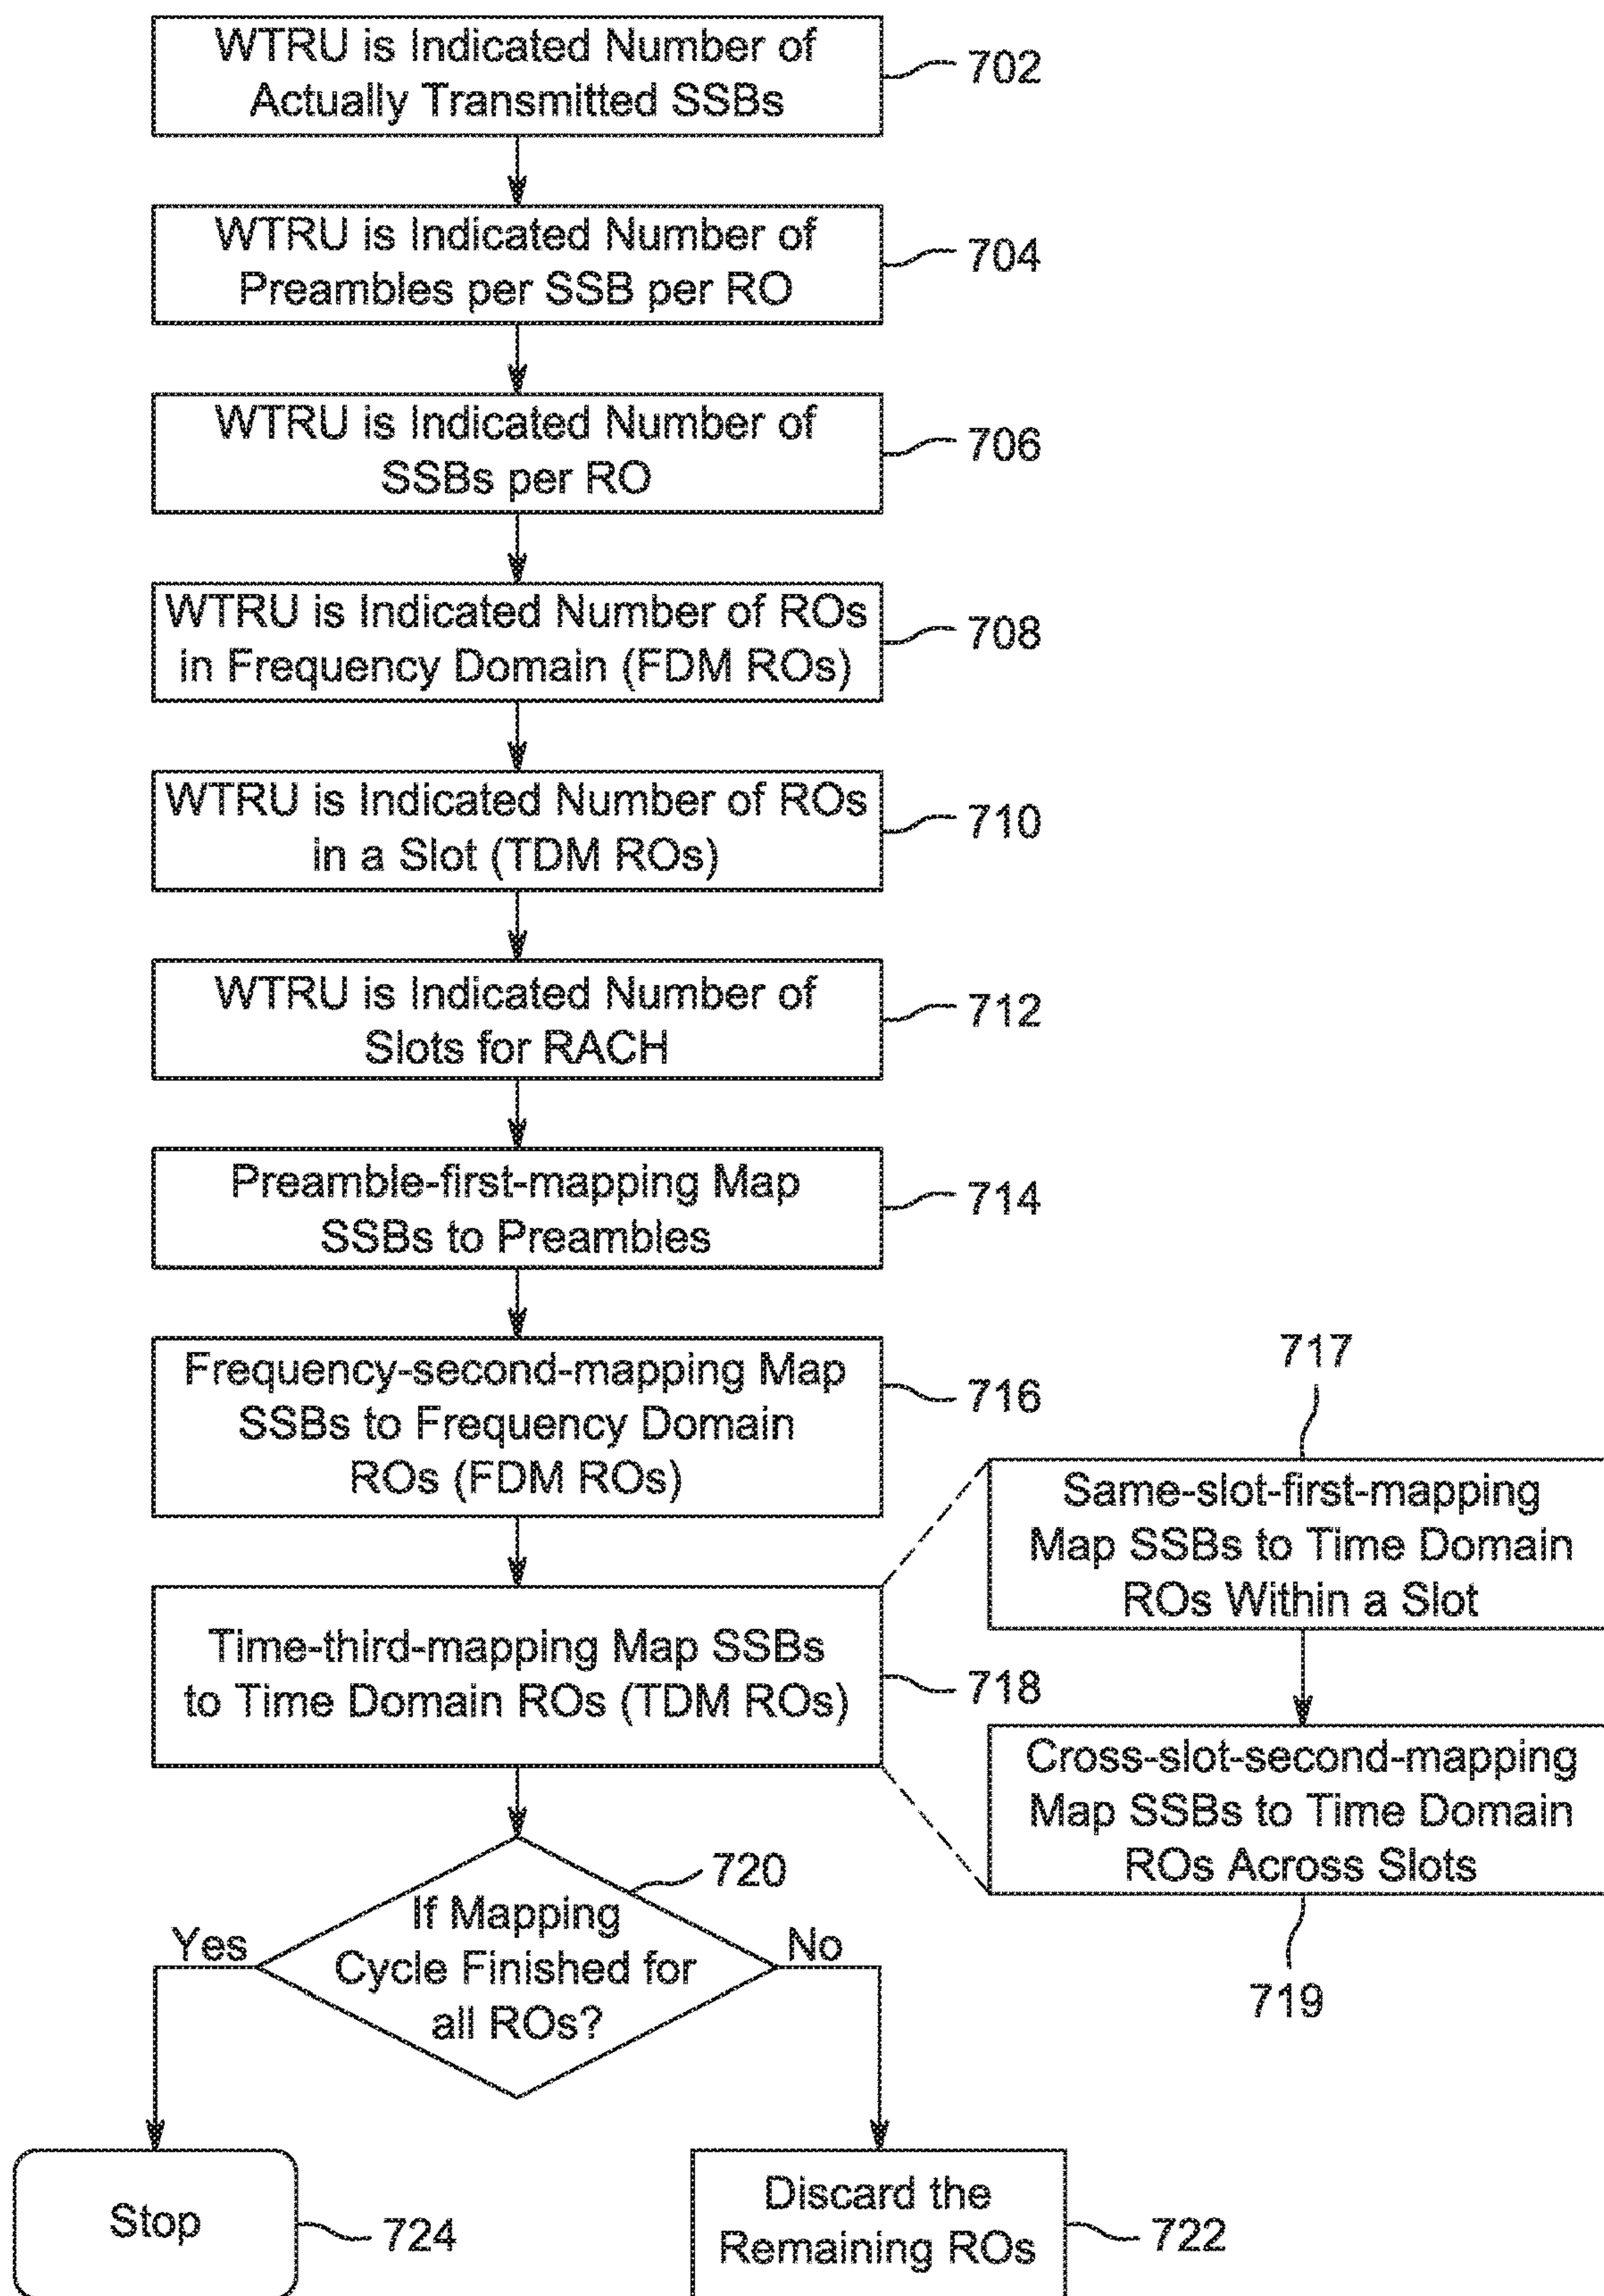 WTRU is Indicated Number of
Actually Transmitted SSBs
702
WTRU is Indicated Number of
Preambles per SSB per RO
704
WTRU is Indicated Number of
SSBs per RO
706
WTRU is Indicated Number of ROs
in Frequency Domain (FDM ROs)
708
WTRU is Indicated Number of ROs
in a Slot (TDM ROs)
710
WTRU is Indicated Number of
Slots for RACH
712
Preamble-first-mapping Map
SSBs to Preambles
714
Frequency-second-mapping Map
SSBs to Frequency Domain
ROs (FDM ROs)
716
717
Same-slot-first-mapping
Map SSBs to Time Domain
ROs Within a Slot
Time-third-mapping Map SSBs
to Time Domain ROs (TDM ROs)
718
Cross-slot-second-mapping
Map SSBs to Time Domain
ROs Across Slots
719
720
If Mapping
Cycle Finished for
all ROs?
Yes
No
Stop
724
Discard the
Remaining ROs
722